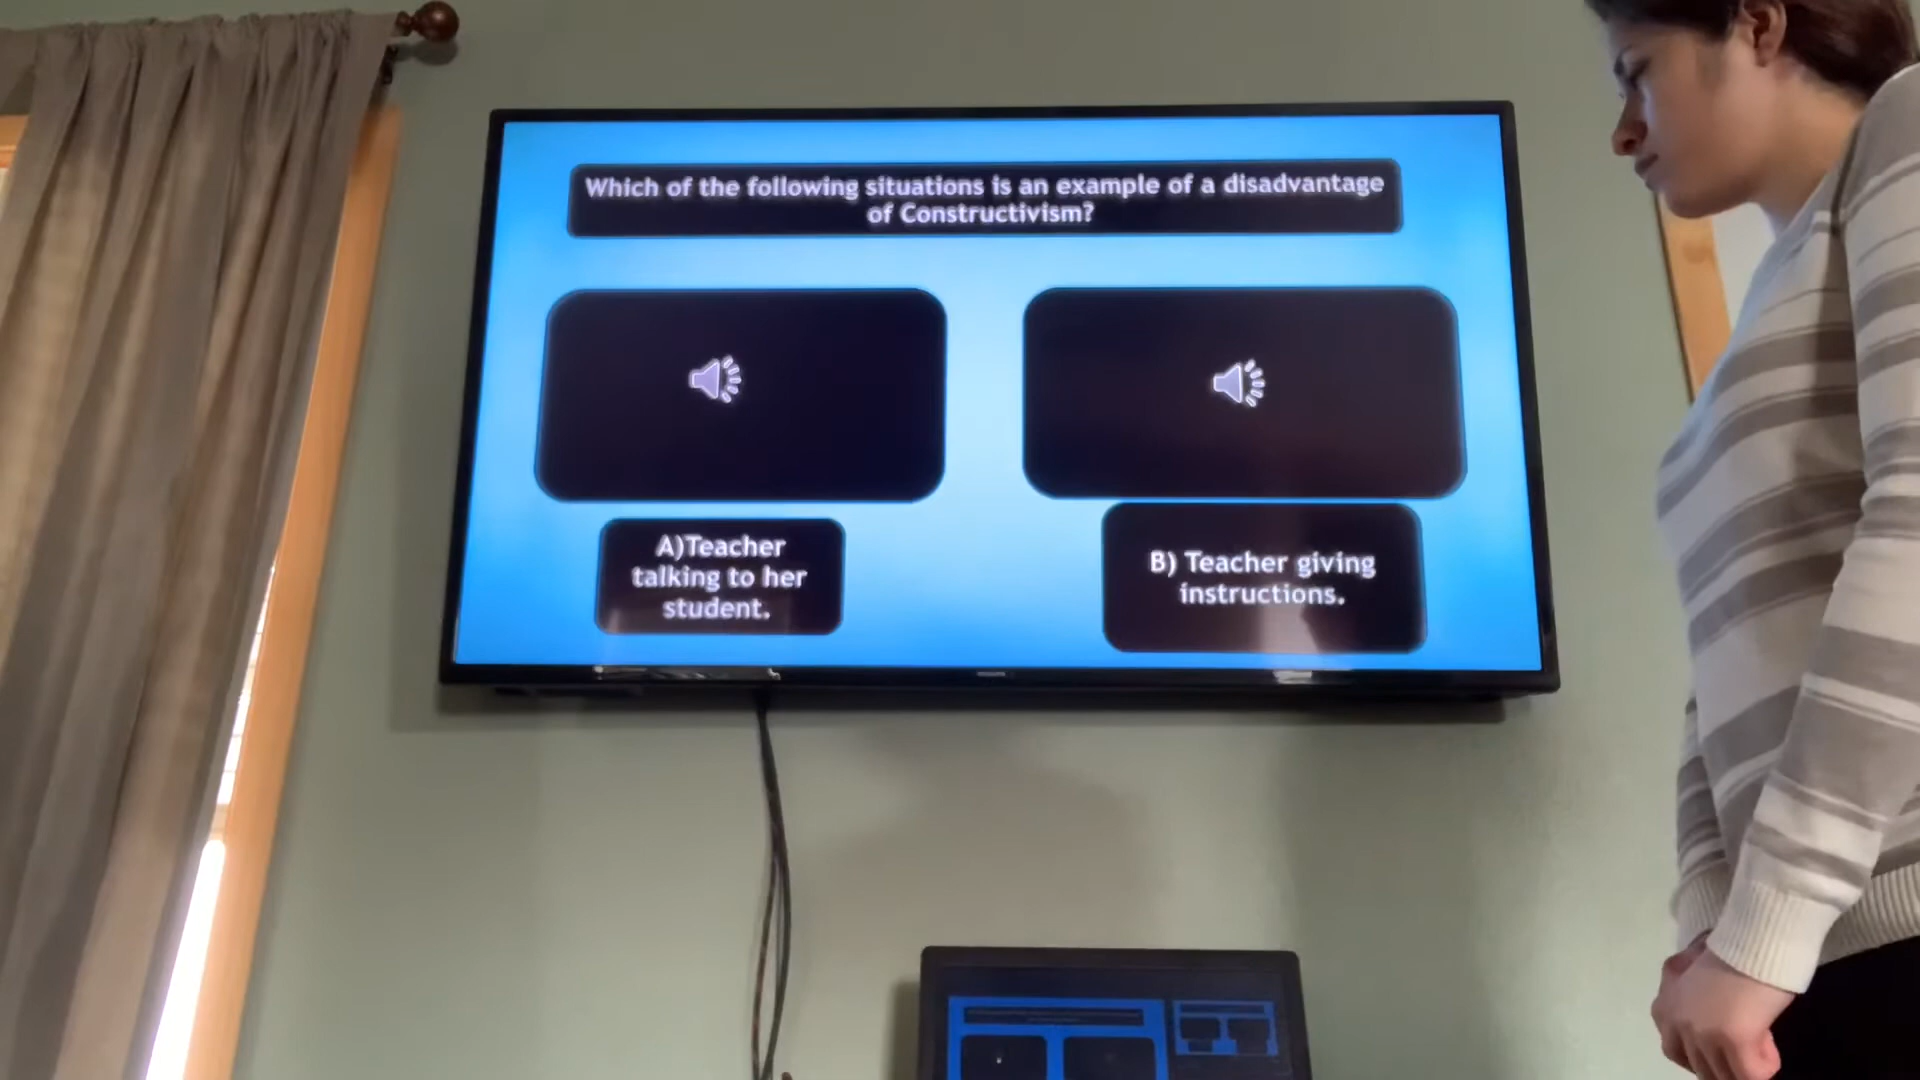 Which of the following situations is an example of a disadvantage
of Constructivism?
A)Teacher
talking to her
student.
B) Teacher giving
instructions.